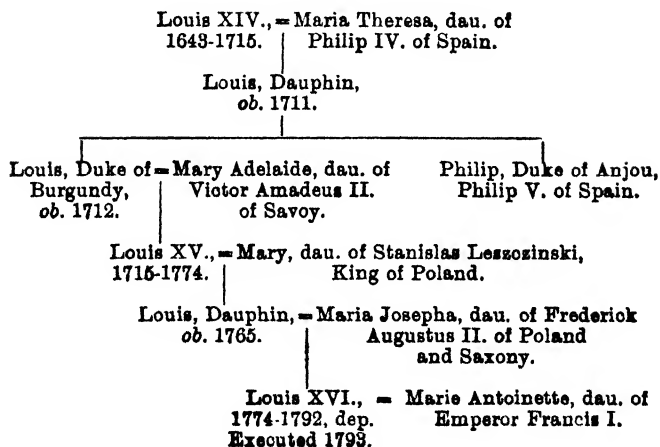 Louis XIV., = Maria Theresa, dau. of
1643-1715. Philip IV. of Spain.
Louis, Dauphin,
ob. 1711.
Louis, Duke of = Mary Adelaide, dau. of Philip, Duke of Anjou,
Burgundy, Victor Amadeus II. Philip V. of Spain.
ob. 1712. of Savoy.
Louis XV., = Mary, dau. of Stanislas Leszozinski,
1715-1774. King of Poland.
Louis, Dauphin, = Maria Josepha, dau. of Frederick
ob. 1765. Augustus II. of Poland
and Saxony.
Louis XVI., = Marie Antoinette, dau. of
1774-1792, dep. Emperor Francis I.
Executed 1793.